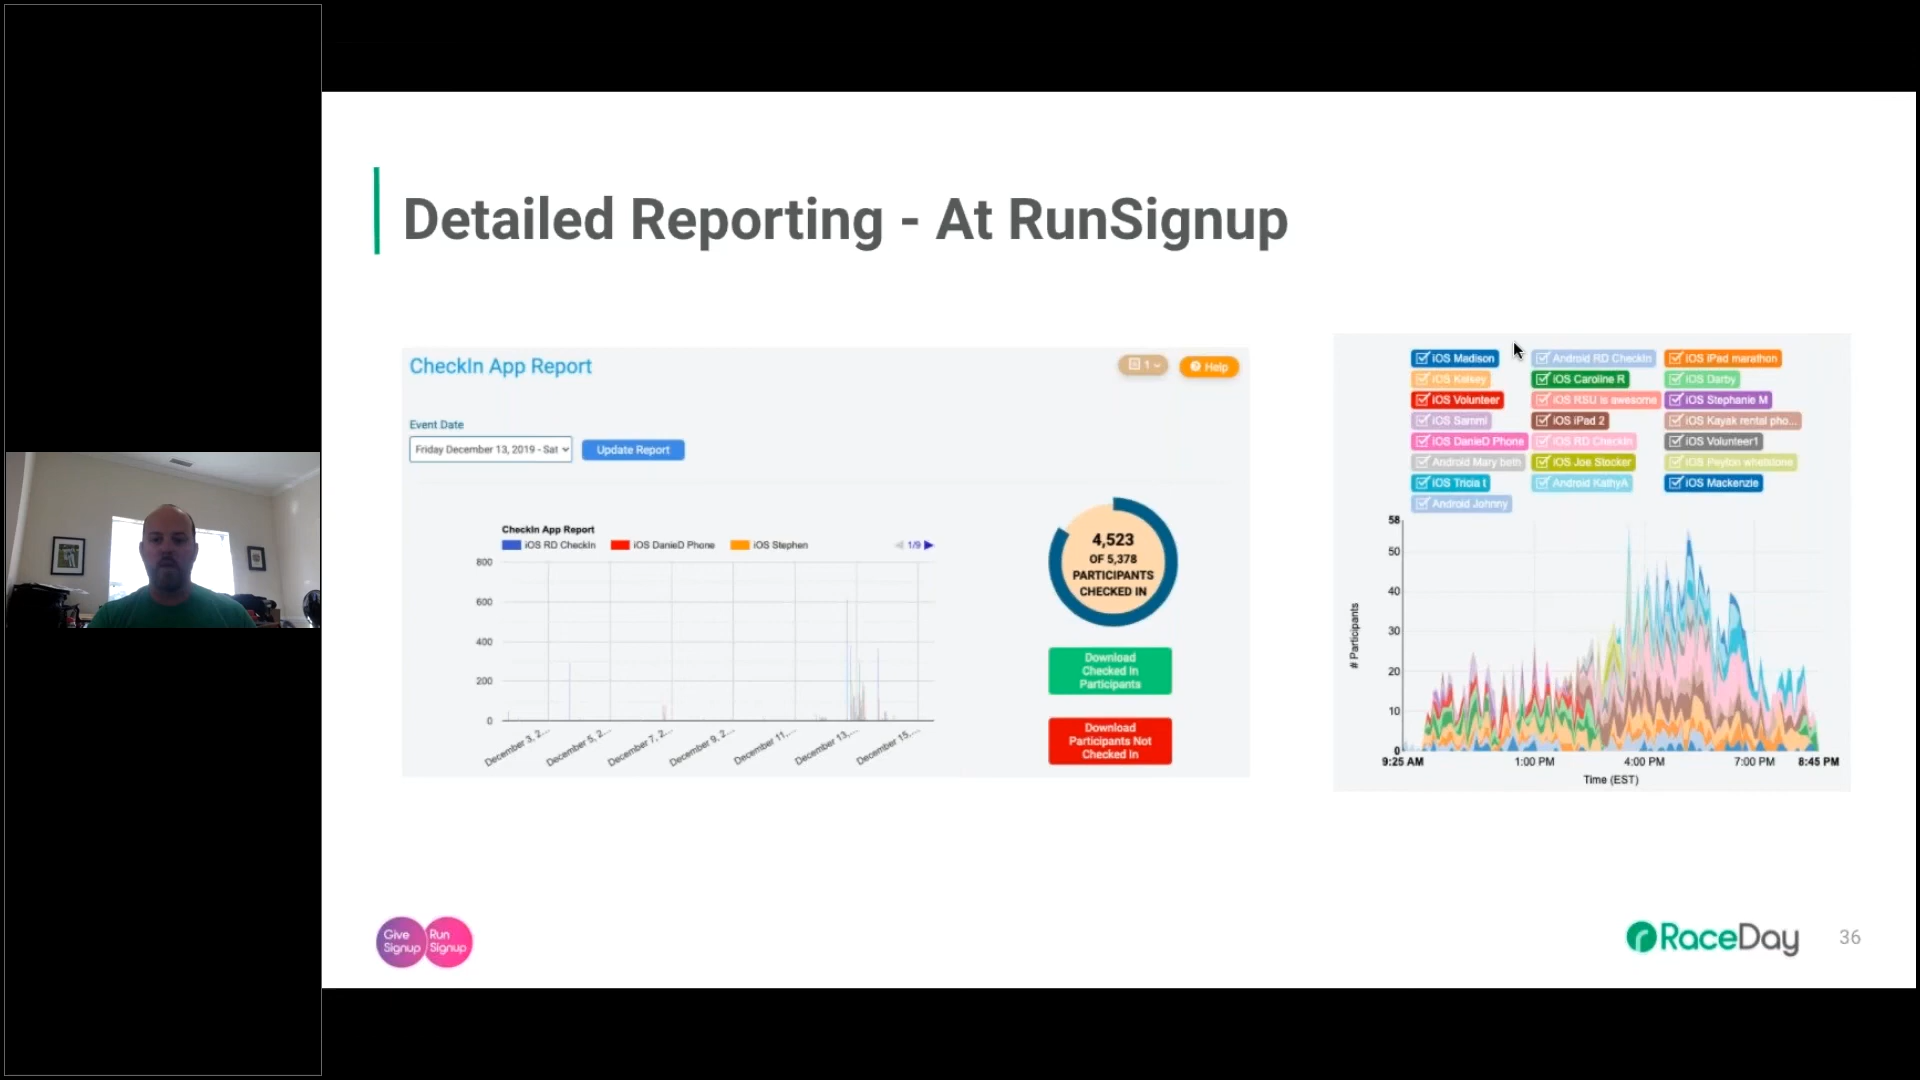 Detailed Reporting - At RunSignup
CheckIn App Report
1
Help
Event Date
Friday December 13, 2019 - Sat
Update Report
CheckIn App Report
iOS RD CheckIn
iOS DanieD Phone
iOS Stephen
1/9
800
600
400
200
0
December 3, 2...
December 5, 2...
December 7, 2...
December 9, 2...
December 11,...
December 13,...
December 15,...
4,523
OF 5,378
PARTICIPANTS
CHECKED IN
Download
Checked In
Participants
Download
Participants Not
Checked In
iOS Madison
Android RD CheckIn
iOS iPad marathon
iOS Kelsey
iOS Caroline R
iOS Darby
iOS Volunteer
iOS RSU is awesome
iOS Stephanie M
iOS Sammi
iOS iPad 2
iOS Kayak rental pho...
iOS DanieD Phone
iOS RD CheckIn
iOS Volunteer1
Android Mary beth
iOS Joe Stocker
iOS Peyton whetstone
iOS Tricia t
Android KathyA
iOS Mackenzie
Android Johnny
58
50
40
30
20
10
0
# Participants
9:25 AM
1:00 PM
4:00 PM
7:00 PM
8:45 PM
Time (EST)
Give
Signup
Run
Signup
RaceDay
36